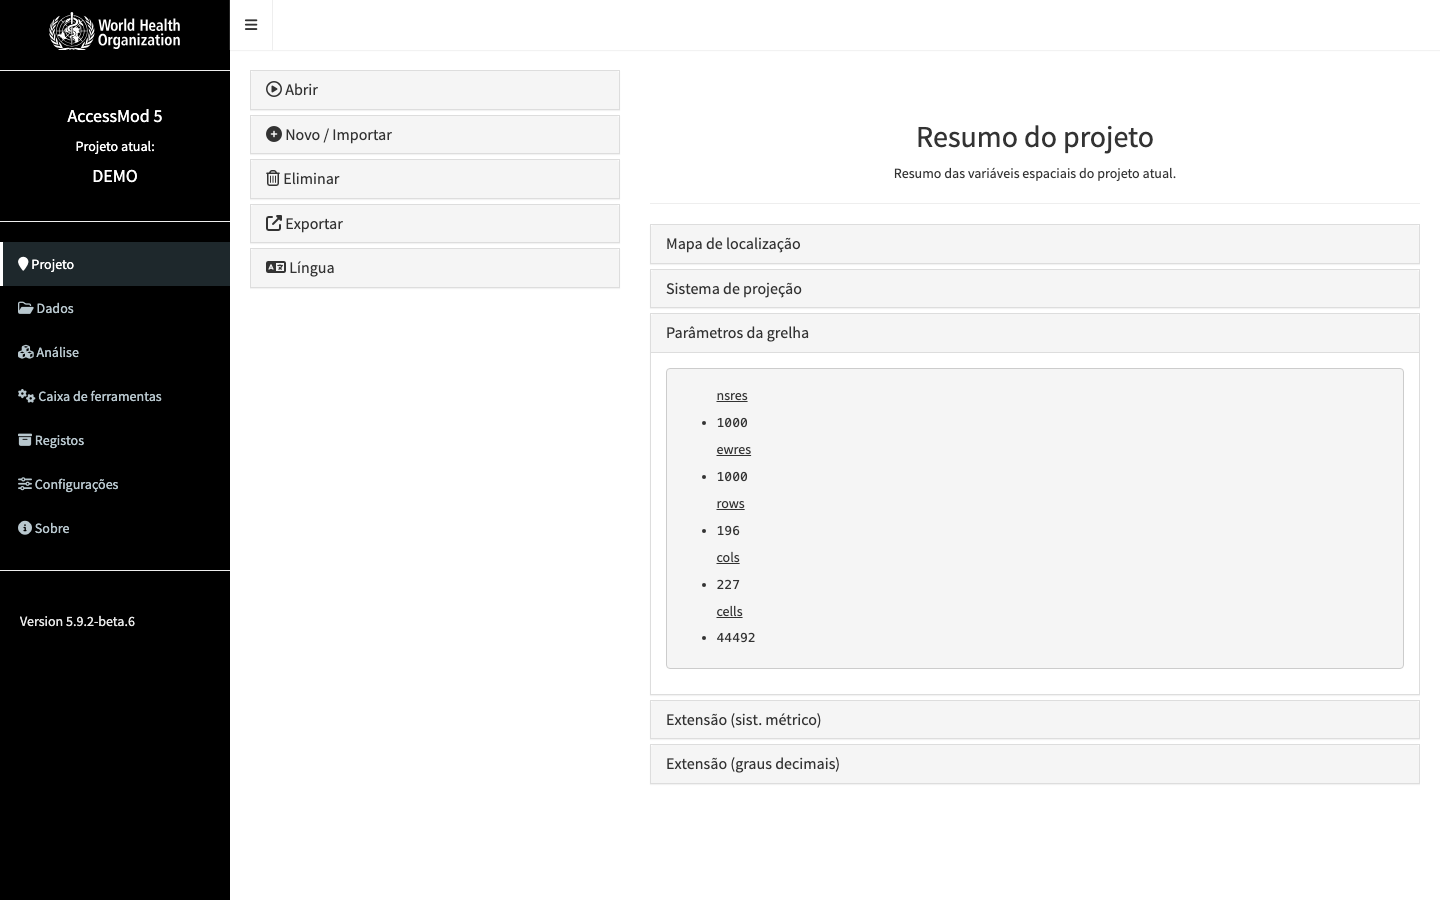 World Health
Organization
AccessMod 5
Projeto atual:
DEMO
Projeto
Dados
Análise
Caixa de ferramentas
Registos
Configurações
Sobre
Version 5.9.2-beta.6
Abrir
Novo / Importar
Eliminar
Exportar
Língua
Resumo do projeto
Resumo das variáveis espaciais do projeto atual.
Mapa de localização
Sistema de projeção
Parâmetros da grelha
nsres
• 1000
ewres
• 1000
rows
• 196
cols
• 227
cells
• 44492
Extensão (sist. métrico)
Extensão (graus decimais)